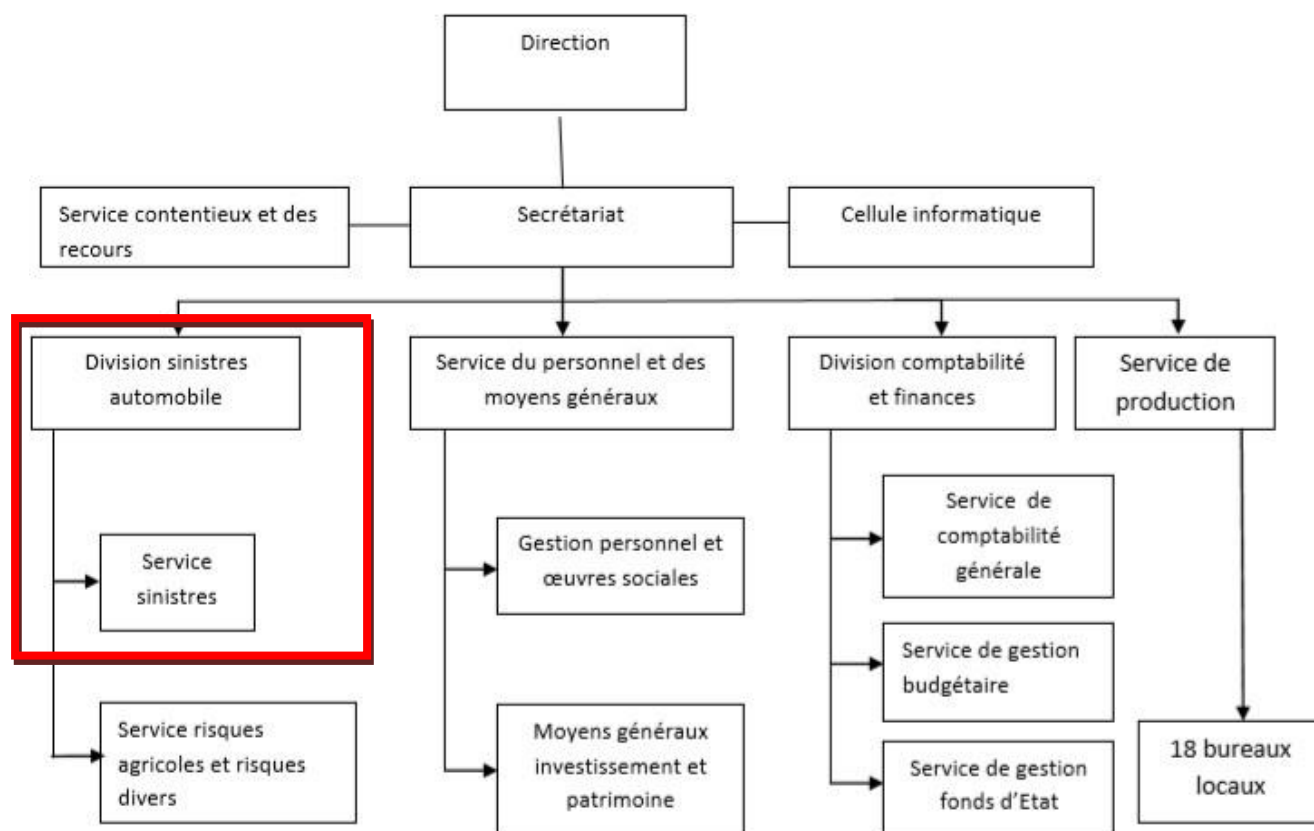 Direction
Service contentieux et des
recours
Secrétariat
Cellule informatique
Division sinistres
automobile
Service du personnel et des
moyens généraux
Division comptabilité
et finances
Service de
production
Service
sinistres
Gestion personnel et
œuvres sociales
Service de
comptabilité
générale
Service de gestion
budgétaire
Service risques
agricoles et risques
divers
Moyens généraux
investissement et
patrimoine
Service de gestion
fonds d’Etat
18 bureaux
locaux